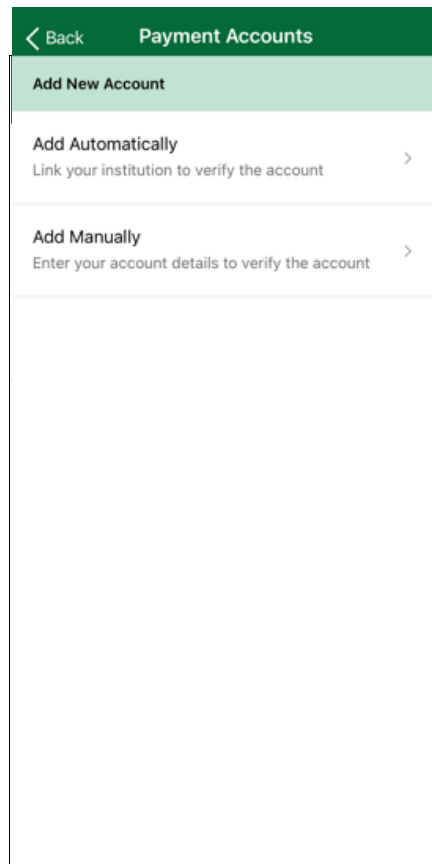 Back Payment Accounts
Add New Account
Add Automatically
Link your institution to verify the account
Add Manually
Enter your account details to verify the account